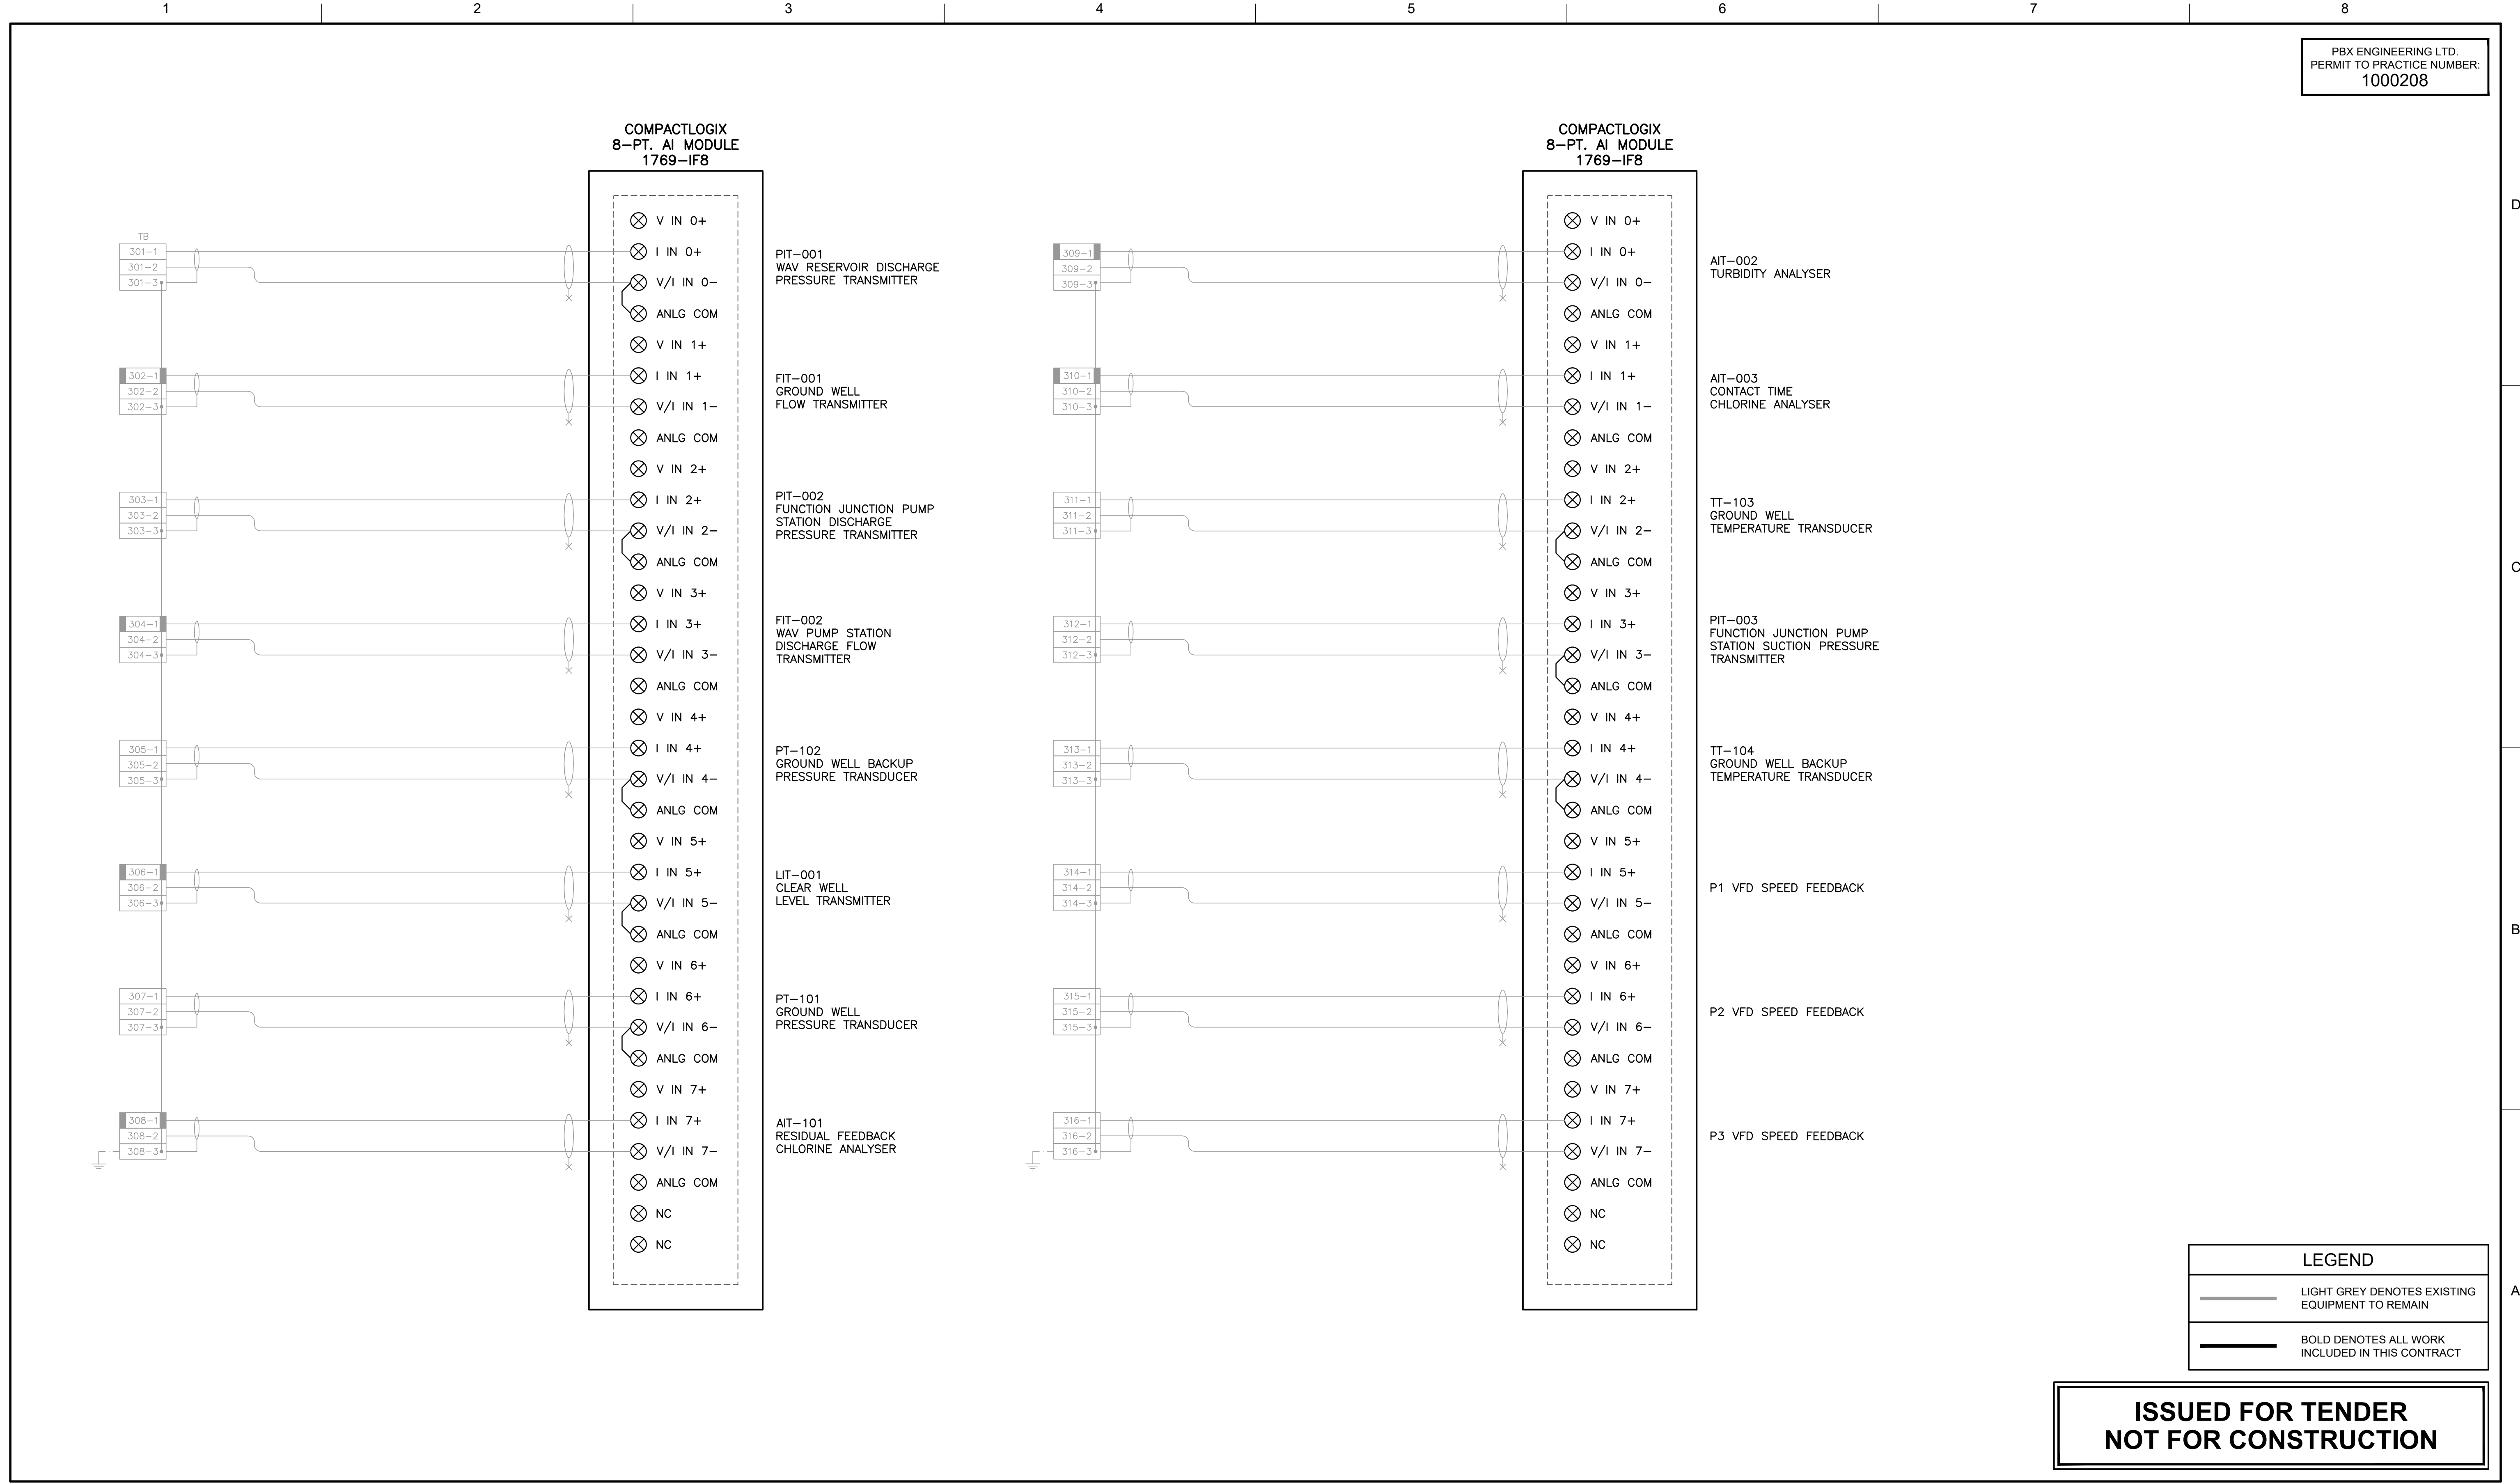 1 2 3 4 5 6 7 8
PBX ENGINEERING LTD.
PERMIT TO PRACTICE NUMBER:
1000208
D
C
B
A
COMPACTLOGIX
8-PT. AI MODULE
1769-IF8
TB
301-1
301-2
301-3
302-1
302-2
302-3
303-1
303-2
303-3
304-1
304-2
304-3
305-1
305-2
305-3
306-1
306-2
306-3
307-1
307-2
307-3
308-1
308-2
308-3
V IN 0+
I IN 0+
V/I IN 0-
ANLG COM
V IN 1+
I IN 1+
V/I IN 1-
ANLG COM
V IN 2+
I IN 2+
V/I IN 2-
ANLG COM
V IN 3+
I IN 3+
V/I IN 3-
ANLG COM
V IN 4+
I IN 4+
V/I IN 4-
ANLG COM
V IN 5+
I IN 5+
V/I IN 5-
ANLG COM
V IN 6+
I IN 6+
V/I IN 6-
ANLG COM
V IN 7+
I IN 7+
V/I IN 7-
ANLG COM
NC
NC
PIT-001
WAV RESERVOIR DISCHARGE
PRESSURE TRANSMITTER
FIT-001
GROUND WELL
FLOW TRANSMITTER
PIT-002
FUNCTION JUNCTION PUMP
STATION DISCHARGE
PRESSURE TRANSMITTER
FIT-002
WAV PUMP STATION
DISCHARGE FLOW
TRANSMITTER
PT-102
GROUND WELL BACKUP
PRESSURE TRANSDUCER
LIT-001
CLEAR WELL
LEVEL TRANSMITTER
PT-101
GROUND WELL
PRESSURE TRANSDUCER
AIT-101
RESIDUAL FEEDBACK
CHLORINE ANALYSER
COMPACTLOGIX
8-PT. AI MODULE
1769-IF8
309-1
309-2
309-3
310-1
310-2
310-3
311-1
311-2
311-3
312-1
312-2
312-3
313-1
313-2
313-3
314-1
314-2
314-3
315-1
315-2
315-3
316-1
316-2
316-3
V IN 0+
I IN 0+
V/I IN 0-
ANLG COM
V IN 1+
I IN 1+
V/I IN 1-
ANLG COM
V IN 2+
I IN 2+
V/I IN 2-
ANLG COM
V IN 3+
I IN 3+
V/I IN 3-
ANLG COM
V IN 4+
I IN 4+
V/I IN 4-
ANLG COM
V IN 5+
I IN 5+
V/I IN 5-
ANLG COM
V IN 6+
I IN 6+
V/I IN 6-
ANLG COM
V IN 7+
I IN 7+
V/I IN 7-
ANLG COM
NC
NC
AIT-002
TURBIDITY ANALYSER
AIT-003
CONTACT TIME
CHLORINE ANALYSER
TT-103
GROUND WELL
TEMPERATURE TRANSDUCER
PIT-003
FUNCTION JUNCTION PUMP
STATION SUCTION PRESSURE
TRANSMITTER
TT-104
GROUND WELL BACKUP
TEMPERATURE TRANSDUCER
P1 VFD SPEED FEEDBACK
P2 VFD SPEED FEEDBACK
P3 VFD SPEED FEEDBACK
LEGEND
LIGHT GREY DENOTES EXISTING
EQUIPMENT TO REMAIN
BOLD DENOTES ALL WORK
INCLUDED IN THIS CONTRACT
ISSUED FOR TENDER
NOT FOR CONSTRUCTION